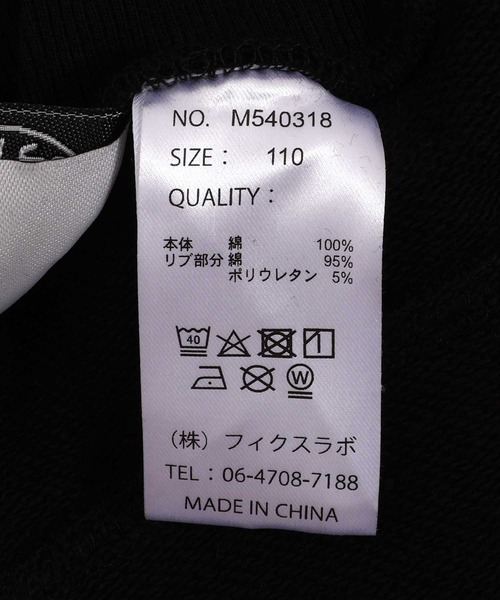 NO. M540318
SIZE : 110
QUALITY :
本体 綿 100%
リブ部分 綿 95%
ポリウレタン 5%
40
W
(株) フィクスラボ
TEL : 06-4708-7188
MADE IN CHINA